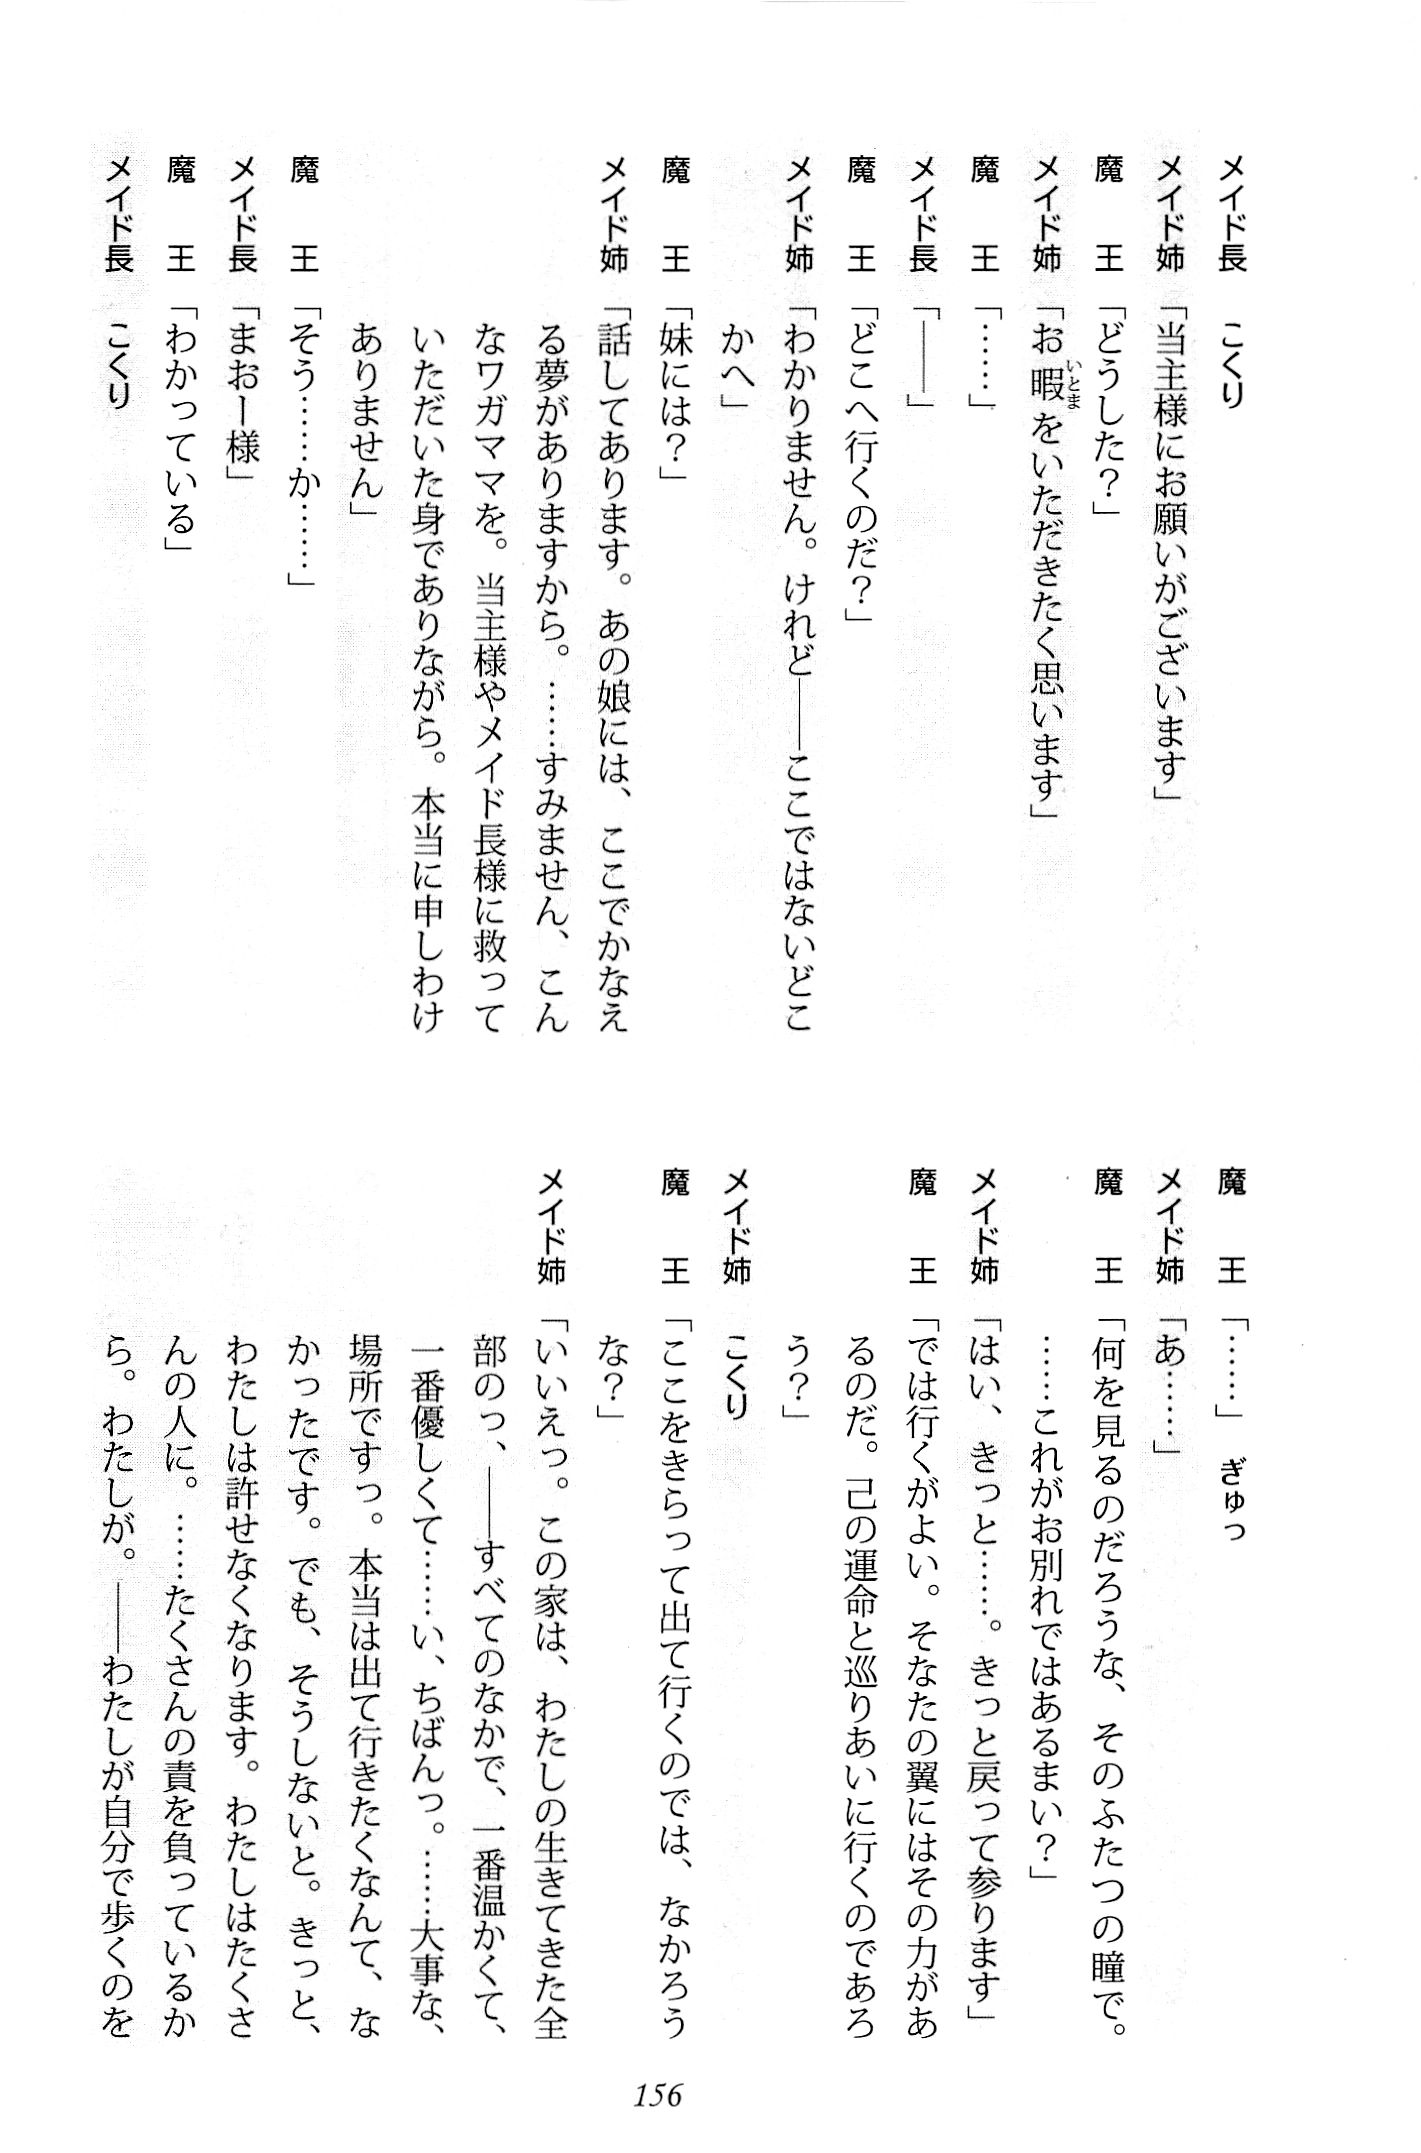 メイド長　こくり
メイド姉「当主様にお願いがございます」
魔　　王「どうした？」
メイド姉「お暇をいただきたく思います」
いとま
魔　　王「……」
メイド長「――」
魔　　王「どこへ行くのだ？」
メイド姉「わかりません。けれど――ここではないどこ
かへ」
魔　　王「妹には？」
メイド姉「話してあります。あの娘には、ここでかなえ
る夢がありますから。……すみません、こん
なワガママを。当主様やメイド長様に救って
いただいた身でありながら。本当に申しわけ
ありません」
魔　　王「そう……か……」
メイド長「まおー様」
魔　　王「わかっている」
メイド長　こくり
魔　　王「……」ぎゅっ
メイド姉「あ……」
魔　　王「何を見るのだろうな、そのふたつの瞳で。
……これがお別れではあるまい？」
メイド姉「はい、きっと……。きっと戻って参ります」
魔　　王「では行くがよい。そなたの翼にはその力があ
るのだ。己の運命と巡りあいに行くのであろ
う？」
メイド姉　こくり
魔　　王「ここをきらって出て行くのでは、なかろう
な？」
メイド姉「いいえっ。この家は、わたしの生きてきた全
部のっ、――すべてのなかで、一番温かくて、
一番優しくて……い、ちばんっ。……大事な、
場所ですっ。本当は出て行きたくなんて、な
かったです。でも、そうしないと。きっと、
わたしは許せなくなります。わたしはたくさ
んの人に。……たくさんの責を負っているか
ら。わたしが。――わたしが自分で歩くのを
156